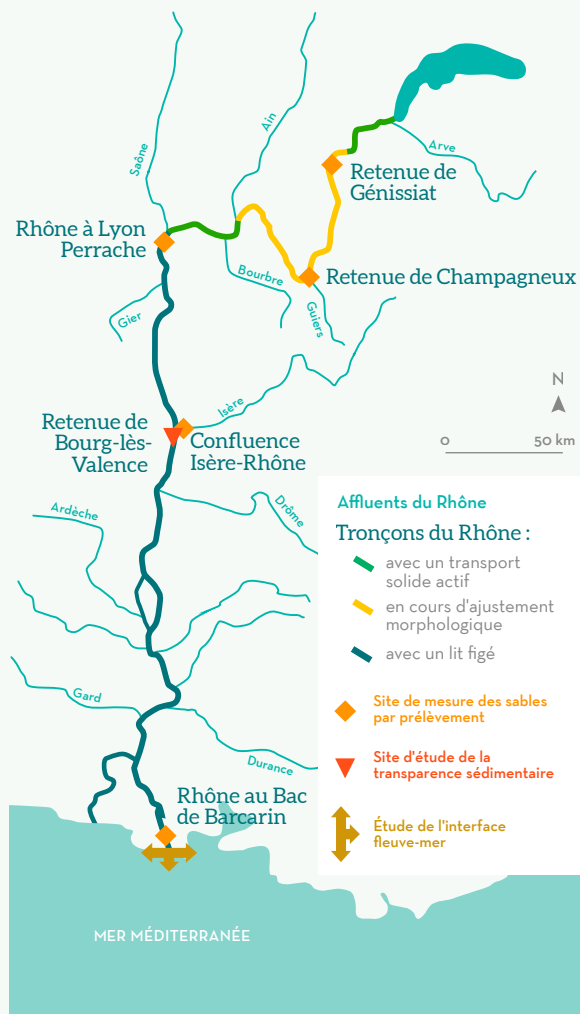 Saône
Ain
Arve
Retenue de
Génissiat
Rhône à Lyon
Perrache
Bourbre
Retenue de Champagneux
Guiers
Gier
N
Isère
0 50 km
Retenue de
Bourg-lès-
Valence
Confluence
Isère-Rhône
Ardèche
Drôme
Affluents du Rhône
Tronçons du Rhône :
avec un transport
solide actif
en cours d'ajustement
morphologique
avec un lit figé
Site de mesure des sables
par prélèvement
Site d'étude de la
transparence sédimentaire
Étude de l'interface
fleuve-mer
Gard
Durance
Rhône au Bac
de Barcarin
MER MÉDITERRANÉE